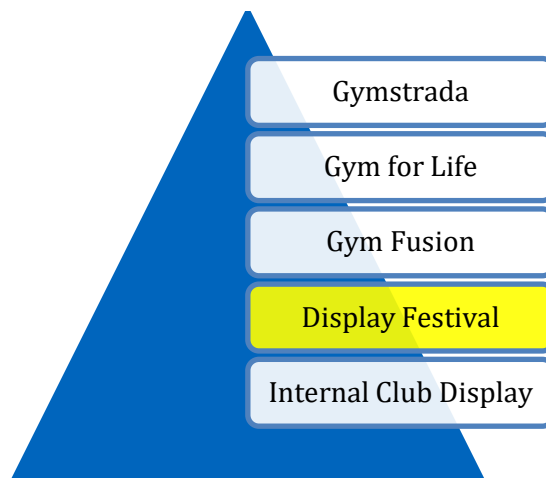 Gymstrada
Gym for Life
Gym Fusion
Display Festival
Internal Club Display